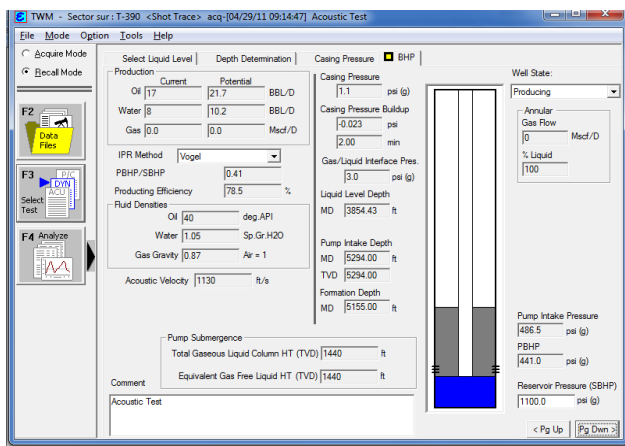 TWM - Sector sur : T-390 <Shot Trace> acq-[04/29/11 09:14:47] Acoustic Test
File Mode Option Tools Help
Acquire Mode
Recall Mode
F2
Data Files
F3
P/C
DYN
ACU
Select Test
F4 Analyze
Select Liquid Level
Depth Determination
Casing Pressure
BHP
Production
Current Potential
Oil 17 21.7 BBL/D
Water 8 10.2 BBL/D
Gas 0.0 0.0 Mscf/D
IPR Method Vogel
PBHP/SBHP 0.41
Producing Efficiency 78.5 %
Fluid Densities
Oil 40 deg.API
Water 1.05 Sp.Gr.H2O
Gas Gravity 0.87 Air = 1
Acoustic Velocity 1130 ft/s
Pump Submergence
Total Gaseous Liquid Column HT (TVD) 1440 ft
Equivalent Gas Free Liquid HT (TVD) 1440 ft
Comment
Acoustic Test
Casing Pressure
1.1 psi (g)
Casing Pressure Buildup
-0.023 psi
2.00 min
Gas/Liquid Interface Pres.
3.0 psi (g)
Liquid Level Depth
MD 3854.43 ft
Pump Intake Depth
MD 5294.00 ft
TVD 5294.00
Formation Depth
MD 5155.00 ft
Well State:
Producing
Annular
Gas Flow
0 Mscf/D
% Liquid
100
Pump Intake Pressure
486.5 psi (g)
PBHP
441.0 psi (g)
Reservoir Pressure (SBHP)
1100.0 psi (g)
< Pg Up
Pg Dwn >